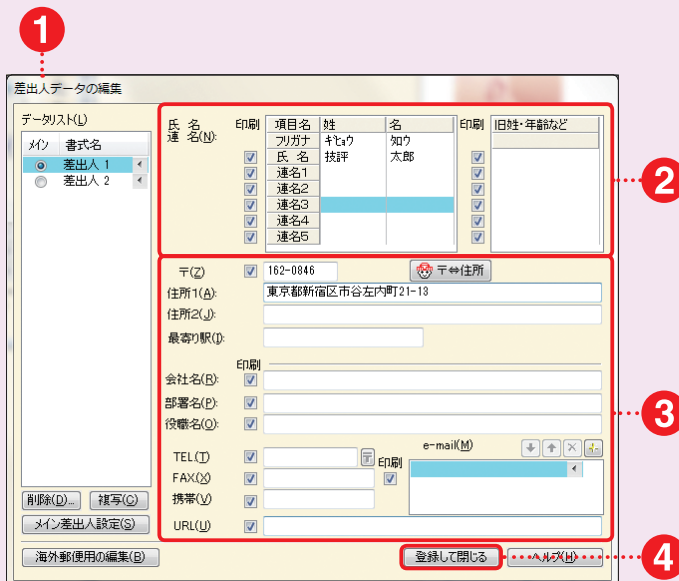 1
差出人データの編集
データリスト(L)
メイン 書式名
差出人 1
差出人 2
削除(D)... 複写(C)
メイン差出人設定(S)
海外郵便用の編集(B)
氏 名
連 名(N):
印刷 項目名 姓 名 印刷 旧姓・年齢など
フリガナ ｷﾞﾋｮｳ ﾀﾛｳ
氏 名 技評 太郎
連名1
連名2
連名3
連名4
連名5
2
〒(Z) 162-0846 〒⇔住所
住所1(A): 東京都新宿区市谷左内町21-13
住所2(J):
最寄り駅(I):
印刷
会社名(R):
部署名(P):
役職名(O):
3
TEL(T)
FAX(X)
携帯(V)
URL(U)
印刷
e-mail(M)
登録して閉じる ヘルプ(H)
4